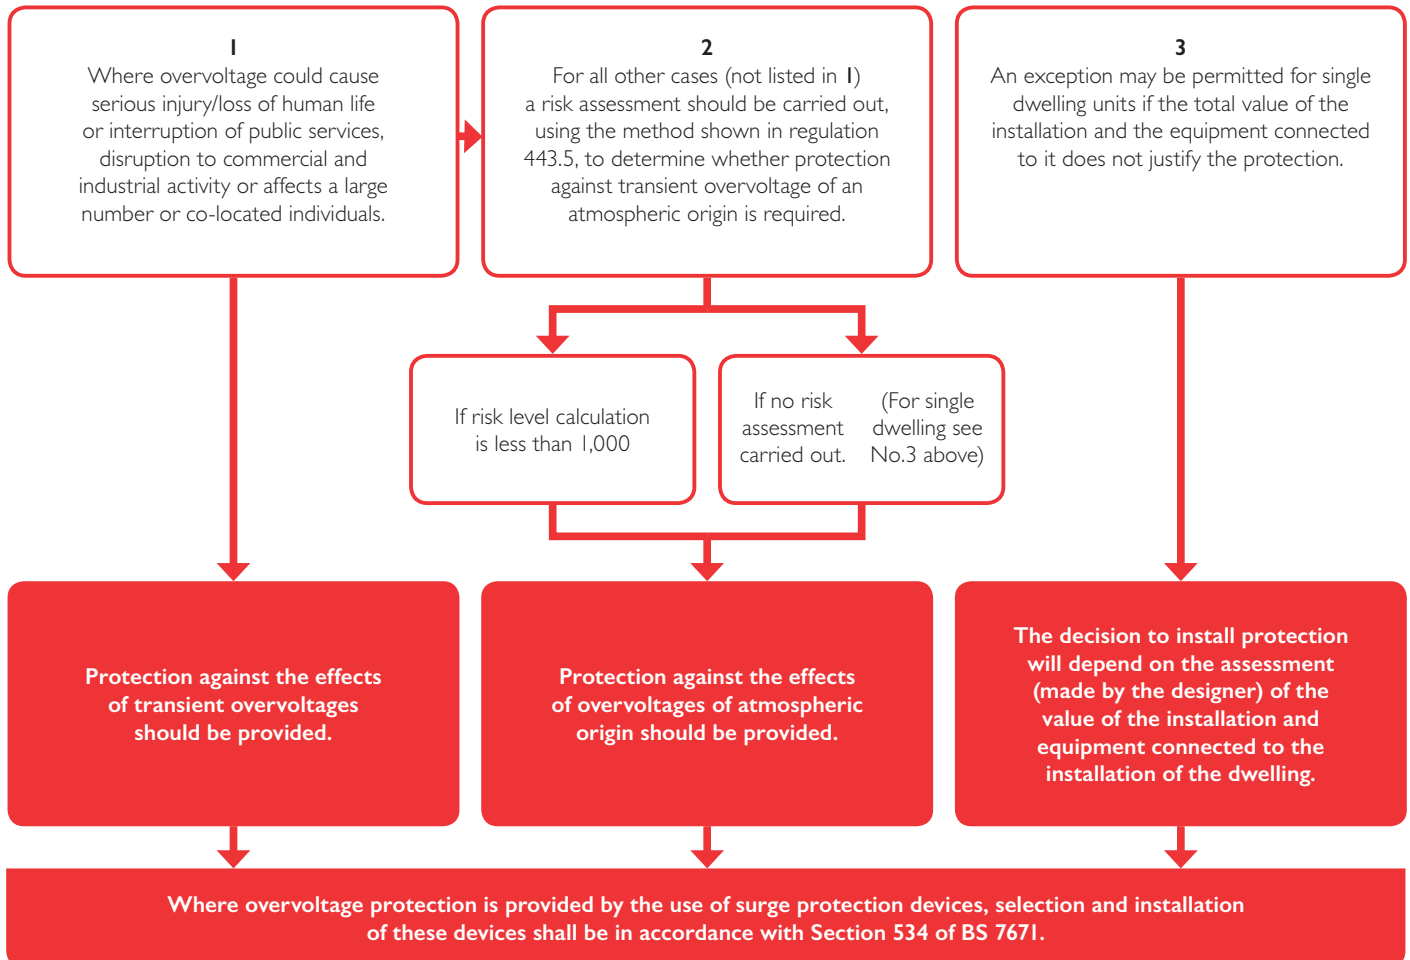 1
Where overvoltage could cause
serious injury/loss of human life
or interruption of public services,
disruption to commercial and
industrial activity or affects a large
number or co-located individuals.
2
For all other cases (not listed in 1)
a risk assessment should be carried out,
using the method shown in regulation
443.5, to determine whether protection
against transient overvoltage of an
atmospheric origin is required.
3
An exception may be permitted for single
dwelling units if the total value of the
installation and the equipment connected
to it does not justify the protection.
If risk level calculation
is less than 1,000
If no risk
assessment
carried out.
(For single
dwelling see
No.3 above)
Protection against the effects
of transient overvoltages
should be provided.
Protection against the effects
of overvoltages of atmospheric
origin should be provided.
The decision to install protection
will depend on the assessment
(made by the designer) of the
value of the installation and
equipment connected to the
installation of the dwelling.
Where overvoltage protection is provided by the use of surge protection devices, selection and installation
of these devices shall be in accordance with Section 534 of BS 7671.